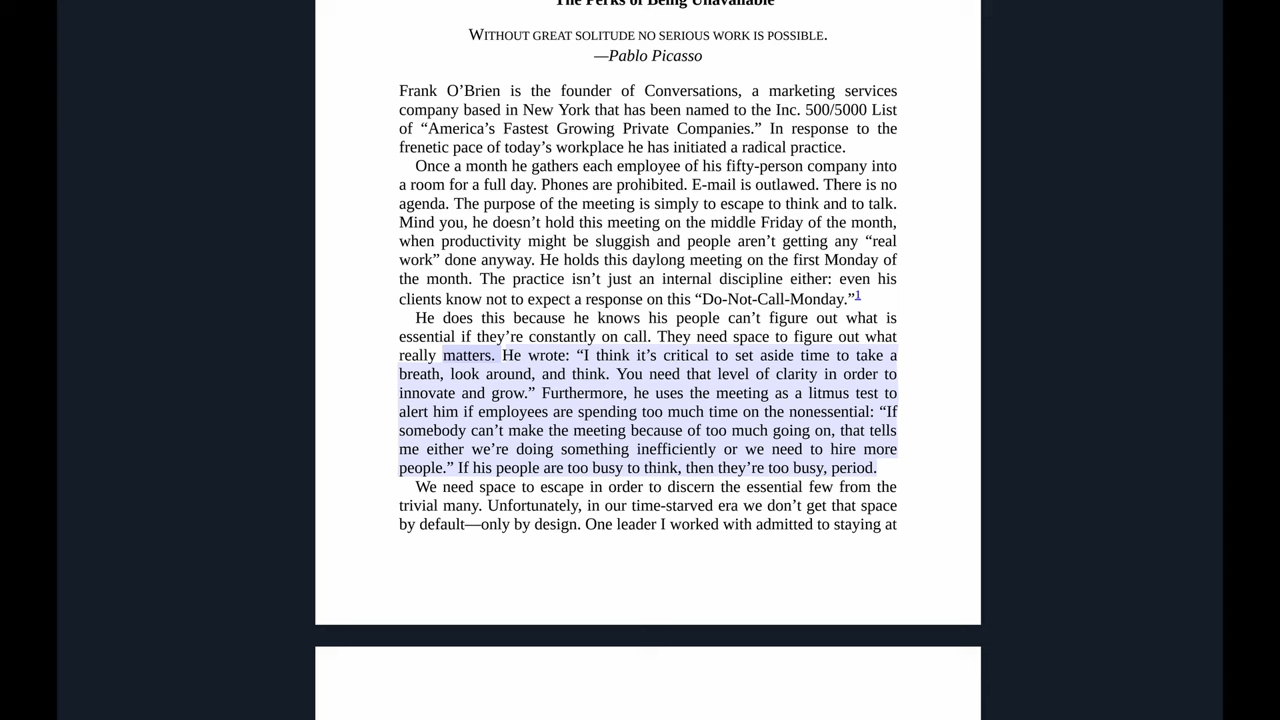 The Perks of Being Unavailable
WITHOUT GREAT SOLITUDE NO SERIOUS WORK IS POSSIBLE.
—Pablo Picasso
Frank O’Brien is the founder of Conversations, a marketing services
company based in New York that has been named to the Inc. 500/5000 List
of “America’s Fastest Growing Private Companies.” In response to the
frenetic pace of today’s workplace he has initiated a radical practice.
Once a month he gathers each employee of his fifty-person company into
a room for a full day. Phones are prohibited. E-mail is outlawed. There is no
agenda. The purpose of the meeting is simply to escape to think and to talk.
Mind you, he doesn’t hold this meeting on the middle Friday of the month,
when productivity might be sluggish and people aren’t getting any “real
work” done anyway. He holds this daylong meeting on the first Monday of
the month. The practice isn’t just an internal discipline either: even his
clients know not to expect a response on this “Do-Not-Call-Monday.”1
He does this because he knows his people can’t figure out what is
essential if they’re constantly on call. They need space to figure out what
really matters. He wrote: “I think it’s critical to set aside time to take a
breath, look around, and think. You need that level of clarity in order to
innovate and grow.” Furthermore, he uses the meeting as a litmus test to
alert him if employees are spending too much time on the nonessential: “If
somebody can’t make the meeting because of too much going on, that tells
me either we’re doing something inefficiently or we need to hire more
people.” If his people are too busy to think, then they’re too busy, period.
We need space to escape in order to discern the essential few from the
trivial many. Unfortunately, in our time-starved era we don’t get that space
by default—only by design. One leader I worked with admitted to staying at